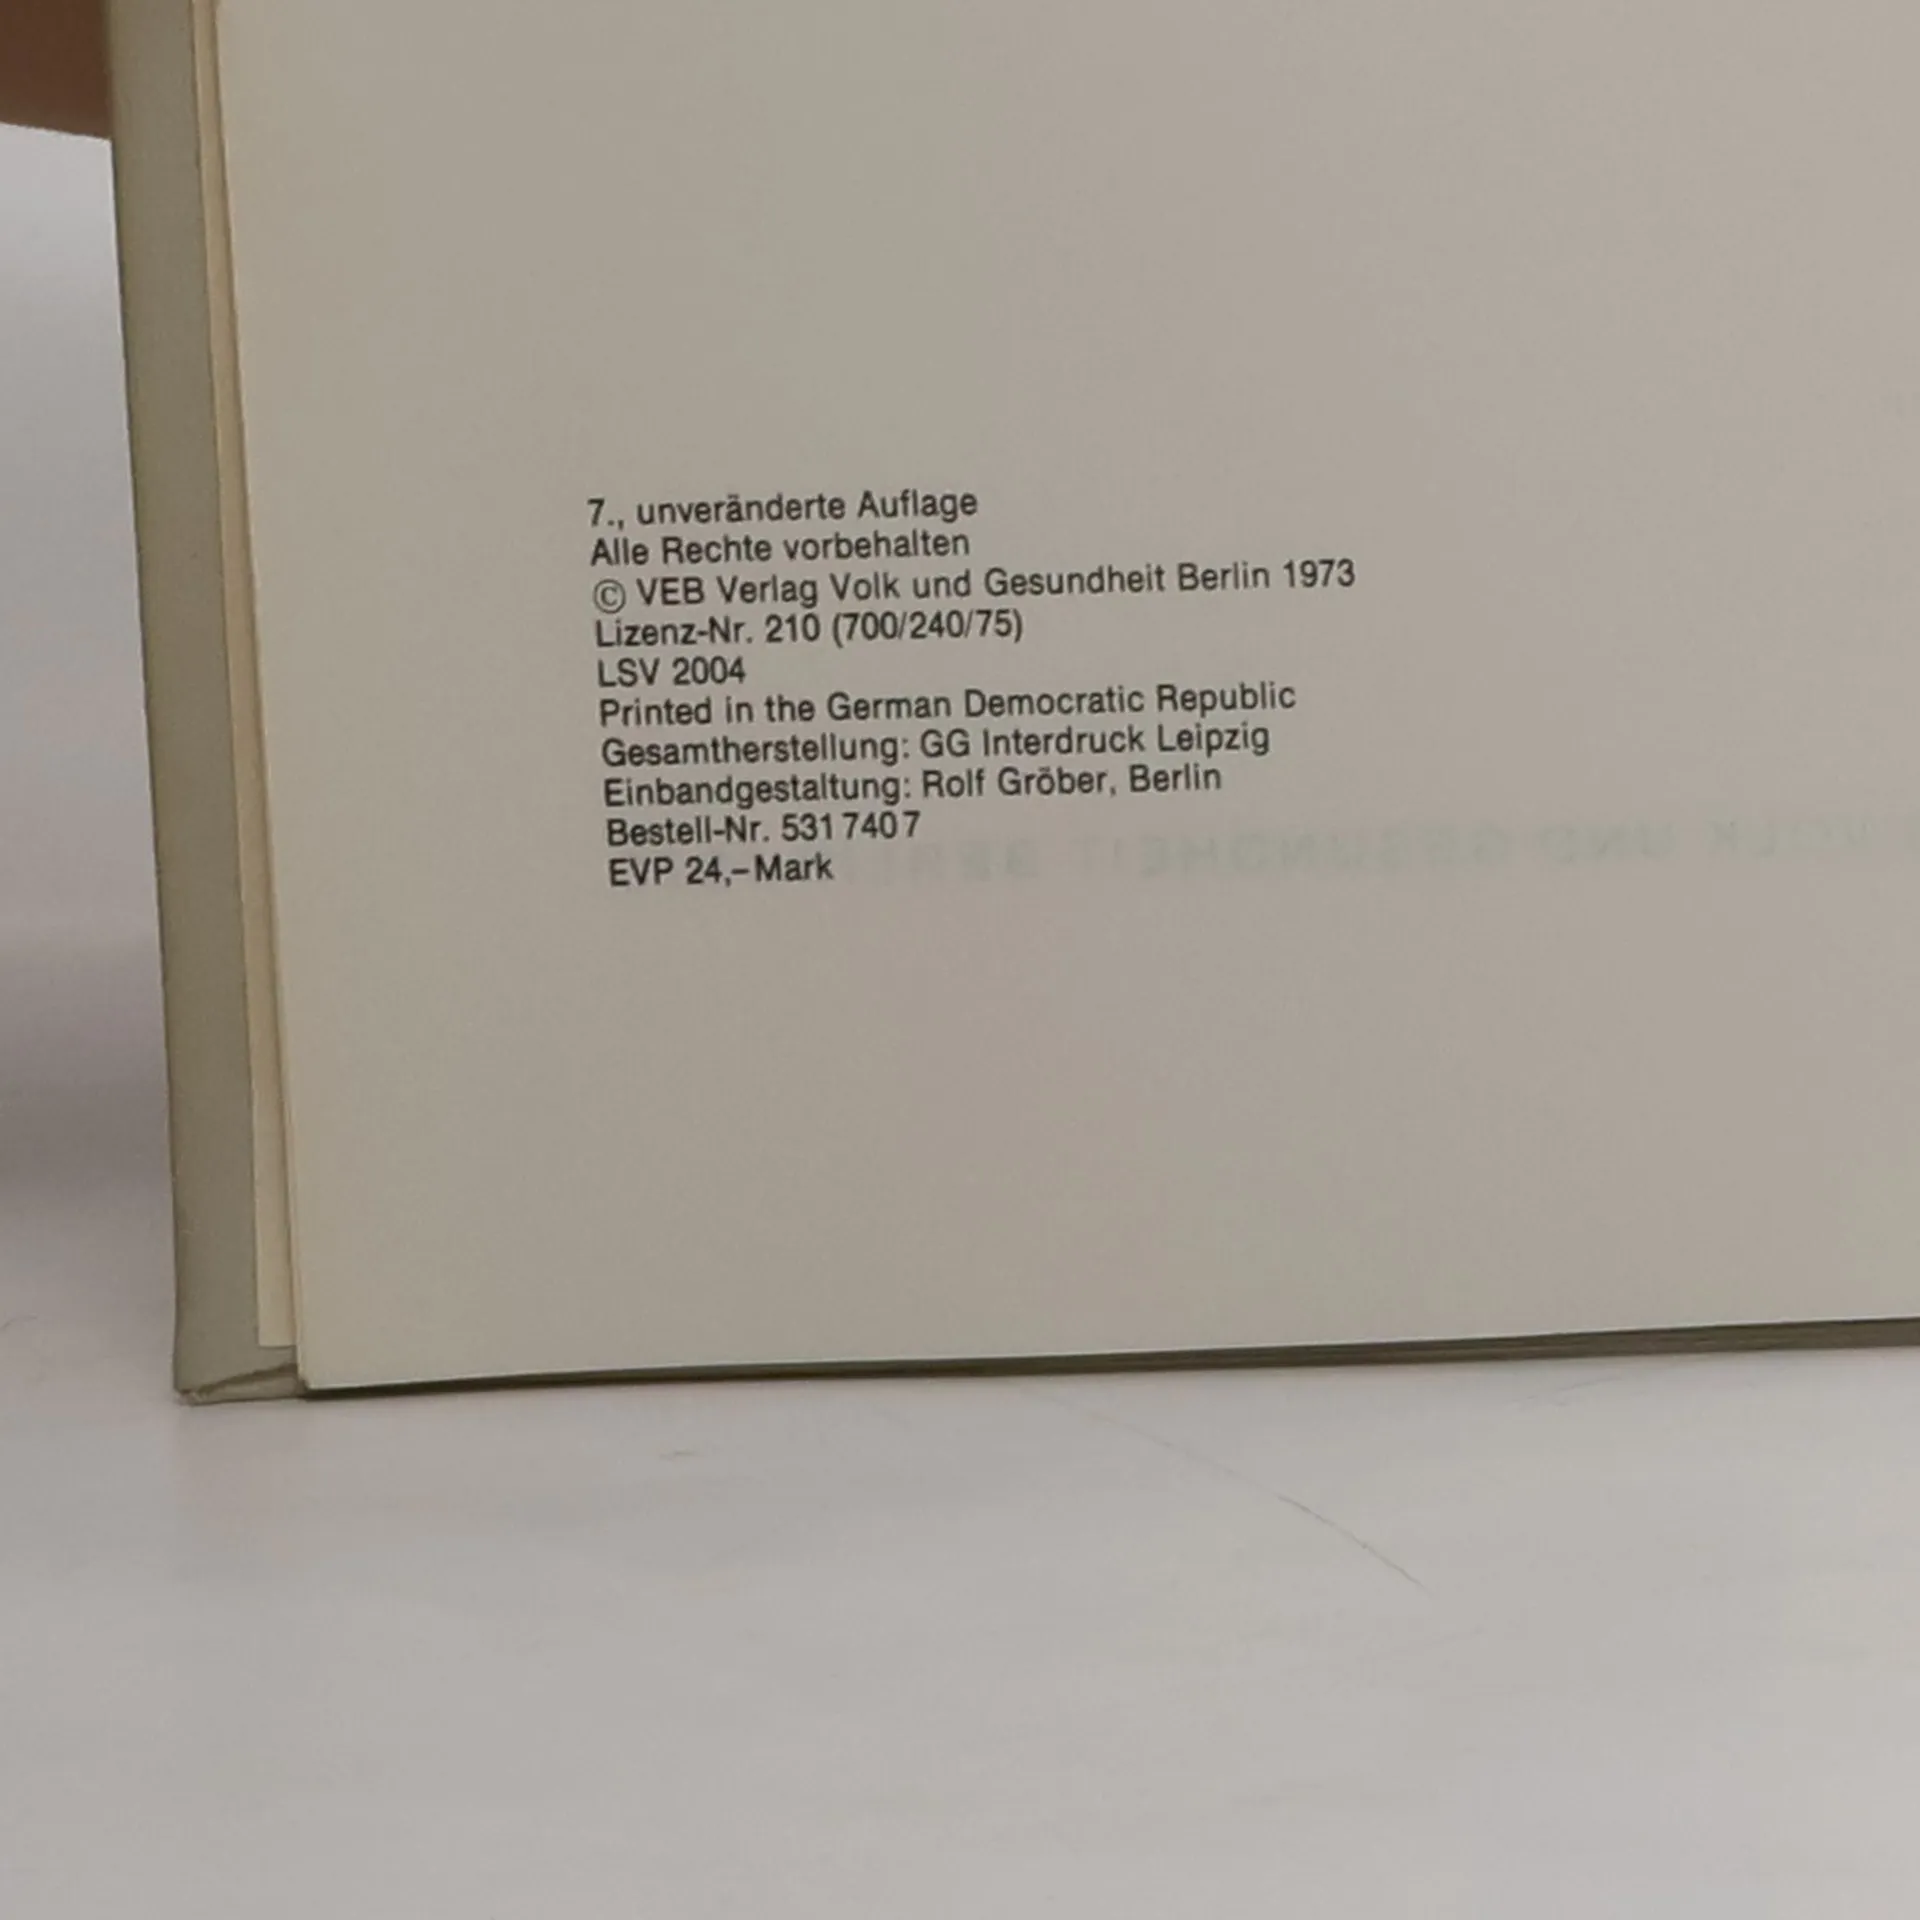 7., unveränderte Auflage
Alle Rechte vorbehalten
© VEB Verlag Volk und Gesundheit Berlin 1973
Lizenz-Nr. 210 (700/240/75)
LSV 2004
Printed in the German Democratic Republic
Gesamtherstellung: GG Interdruck Leipzig
Einbandgestaltung: Rolf Gröber, Berlin
Bestell-Nr. 531 740 7
EVP 24,– Mark